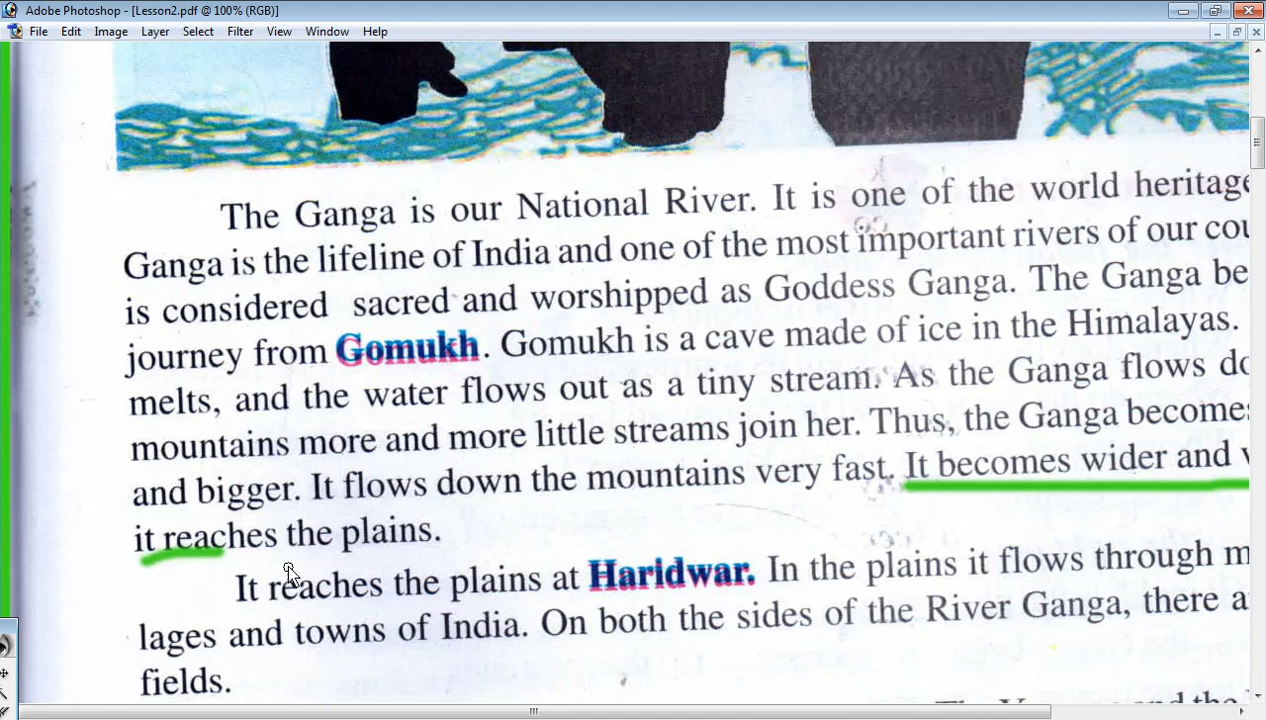 Adobe Photoshop - [Lesson2.pdf @ 100% (RGB)]
File Edit Image Layer Select Filter View Window Help
The Ganga is our National River. It is one of the world heritage
Ganga is the lifeline of India and one of the most important rivers of our cou
is considered sacred and worshipped as Goddess Ganga. The Ganga be
journey from Gomukh. Gomukh is a cave made of ice in the Himalayas.
melts, and the water flows out as a tiny stream. As the Ganga flows do
mountains more and more little streams join her. Thus, the Ganga becomes
and bigger. It flows down the mountains very fast. It becomes wider and
it reaches the plains.
It reaches the plains at Haridwar. In the plains it flows through m
lages and towns of India. On both the sides of the River Ganga, there a
fields.